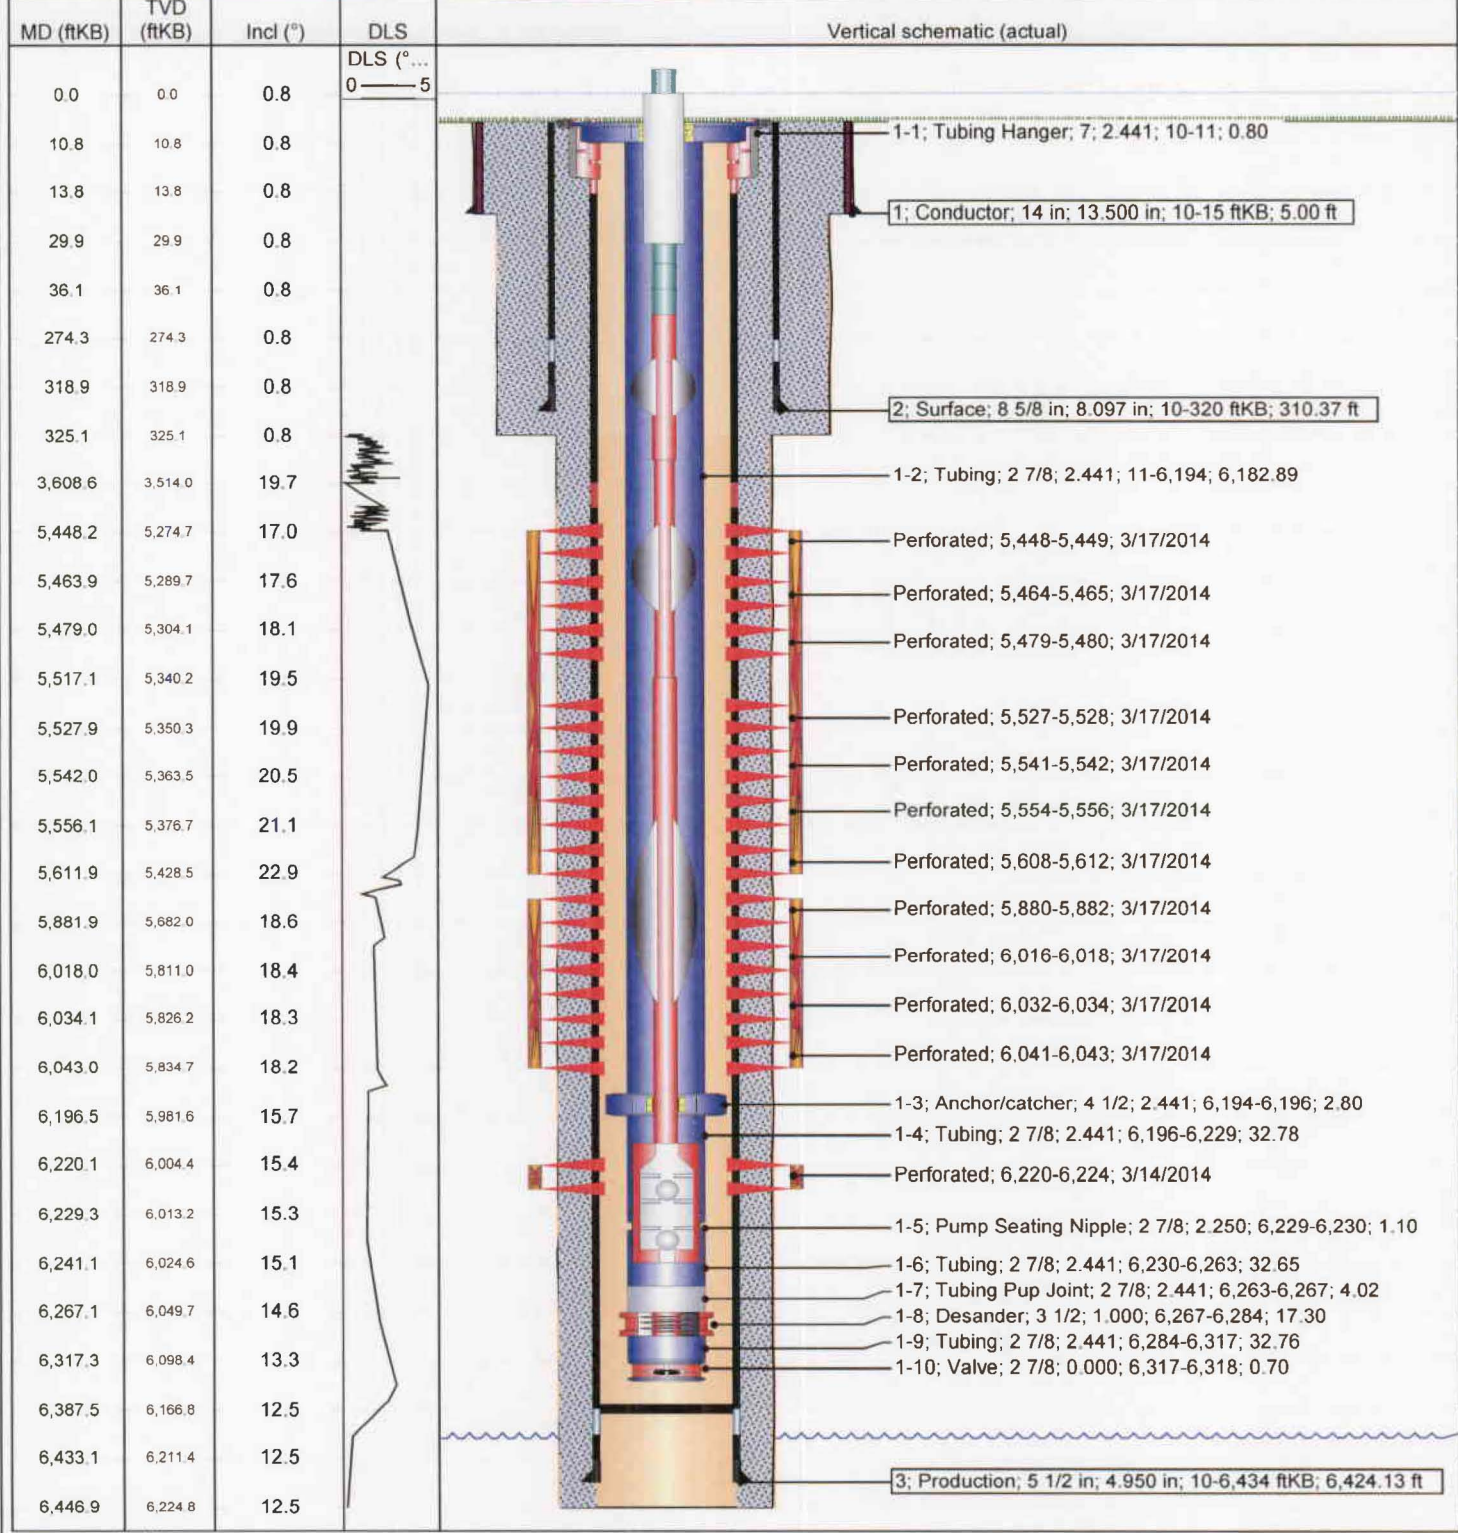 MD (ftKB) TVD (ftKB) Incl (°) DLS Vertical schematic (actual)
DLS (°...
0 5
0.0 0.0 0.8
10.8 10.8 0.8
13.8 13.8 0.8
29.9 29.9 0.8
36.1 36.1 0.8
274.3 274.3 0.8
318.9 318.9 0.8
325.1 325.1 0.8
3,608.6 3,514.0 19.7
5,448.2 5,274.7 17.0
5,463.9 5,289.7 17.6
5,479.0 5,304.1 18.1
5,517.1 5,340.2 19.5
5,527.9 5,350.3 19.9
5,542.0 5,363.5 20.5
5,556.1 5,376.7 21.1
5,611.9 5,428.5 22.9
5,881.9 5,682.0 18.6
6,018.0 5,811.0 18.4
6,034.1 5,826.2 18.3
6,043.0 5,834.7 18.2
6,196.5 5,981.6 15.7
6,220.1 6,004.4 15.4
6,229.3 6,013.2 15.3
6,241.1 6,024.6 15.1
6,267.1 6,049.7 14.6
6,317.3 6,098.4 13.3
6,387.5 6,166.8 12.5
6,433.1 6,211.4 12.5
6,446.9 6,224.8 12.5
1-1; Tubing Hanger; 7; 2.441; 10-11; 0.80
1; Conductor; 14 in; 13.500 in; 10-15 ftKB; 5.00 ft
2; Surface; 8 5/8 in; 8.097 in; 10-320 ftKB; 310.37 ft
1-2; Tubing; 2 7/8; 2.441; 11-6,194; 6,182.89
Perforated; 5,448-5,449; 3/17/2014
Perforated; 5,464-5,465; 3/17/2014
Perforated; 5,479-5,480; 3/17/2014
Perforated; 5,527-5,528; 3/17/2014
Perforated; 5,541-5,542; 3/17/2014
Perforated; 5,554-5,556; 3/17/2014
Perforated; 5,608-5,612; 3/17/2014
Perforated; 5,880-5,882; 3/17/2014
Perforated; 6,016-6,018; 3/17/2014
Perforated; 6,032-6,034; 3/17/2014
Perforated; 6,041-6,043; 3/17/2014
1-3; Anchor/catcher; 4 1/2; 2.441; 6,194-6,196; 2.80
1-4; Tubing; 2 7/8; 2.441; 6,196-6,229; 32.78
Perforated; 6,220-6,224; 3/14/2014
1-5; Pump Seating Nipple; 2 7/8; 2.250; 6,229-6,230; 1.10
1-6; Tubing; 2 7/8; 2.441; 6,230-6,263; 32.65
1-7; Tubing Pup Joint; 2 7/8; 2.441; 6,263-6,267; 4.02
1-8; Desander; 3 1/2; 1.000; 6,267-6,284; 17.30
1-9; Tubing; 2 7/8; 2.441; 6,284-6,317; 32.76
1-10; Valve; 2 7/8; 0.000; 6,317-6,318; 0.70
3; Production; 5 1/2 in; 4.950 in; 10-6,434 ftKB; 6,424.13 ft